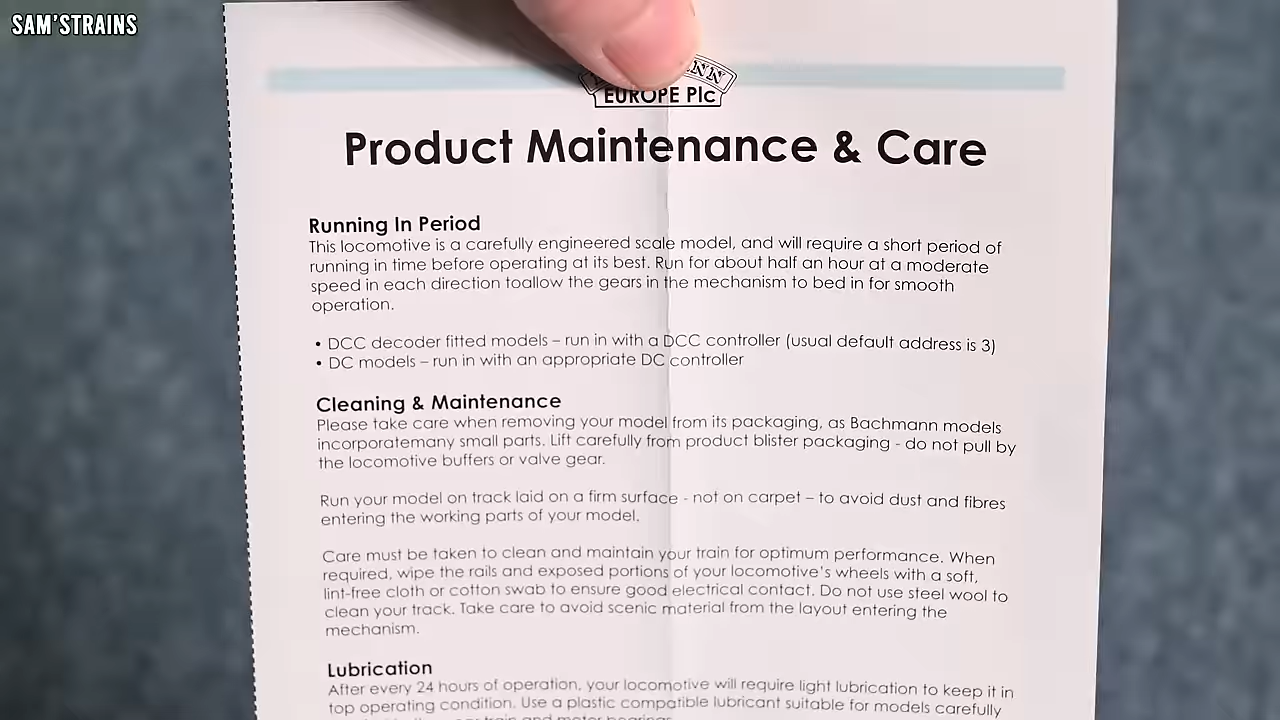 SAM'STRAINS
EUROPE Plc
Product Maintenance & Care
Running In Period
This locomotive is a carefully engineered scale model, and will require a short period of
running in time before operating at its best. Run for about half an hour at a moderate
speed in each direction toallow the gears in the mechanism to bed in for smooth
operation.
• DCC decoder fitted models – run in with a DCC controller (usual default address is 3)
• DC models – run in with an appropriate DC controller
Cleaning & Maintenance
Please take care when removing your model from its packaging, as Bachmann models
incorporatemany small parts. Lift carefully from product blister packaging - do not pull by
the locomotive buffers or valve gear.
Run your model on track laid on a firm surface - not on carpet – to avoid dust and fibres
entering the working parts of your model.
Care must be taken to clean and maintain your train for optimum performance. When
required, wipe the rails and exposed portions of your locomotive's wheels with a soft,
lint-free cloth or cotton swab to ensure good electrical contact. Do not use steel wool to
clean your track. Take care to avoid scenic material from the layout entering the
mechanism.
Lubrication
After every 24 hours of operation, your locomotive will require light lubrication to keep it in
top operating condition. Use a plastic compatible lubricant suitable for models carefully